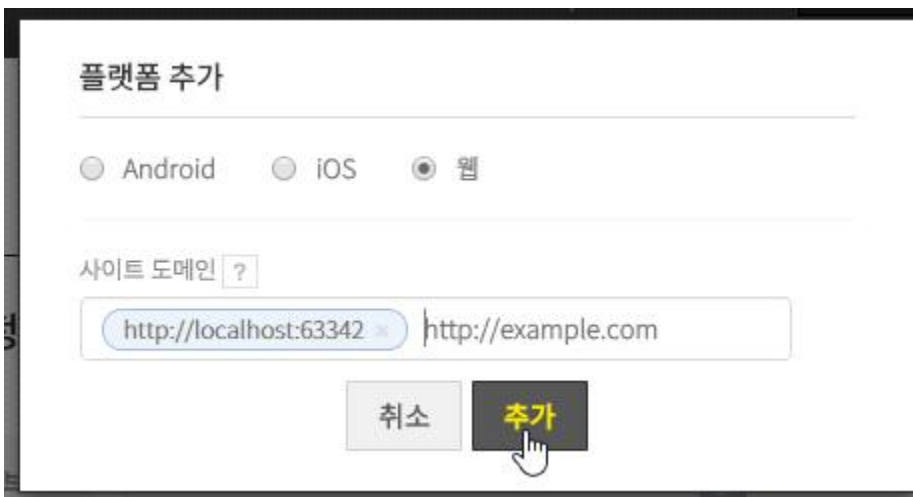 플랫폼 추가
Android iOS 웹
사이트 도메인 ?
http://localhost:63342 × http://example.com
취소 추가